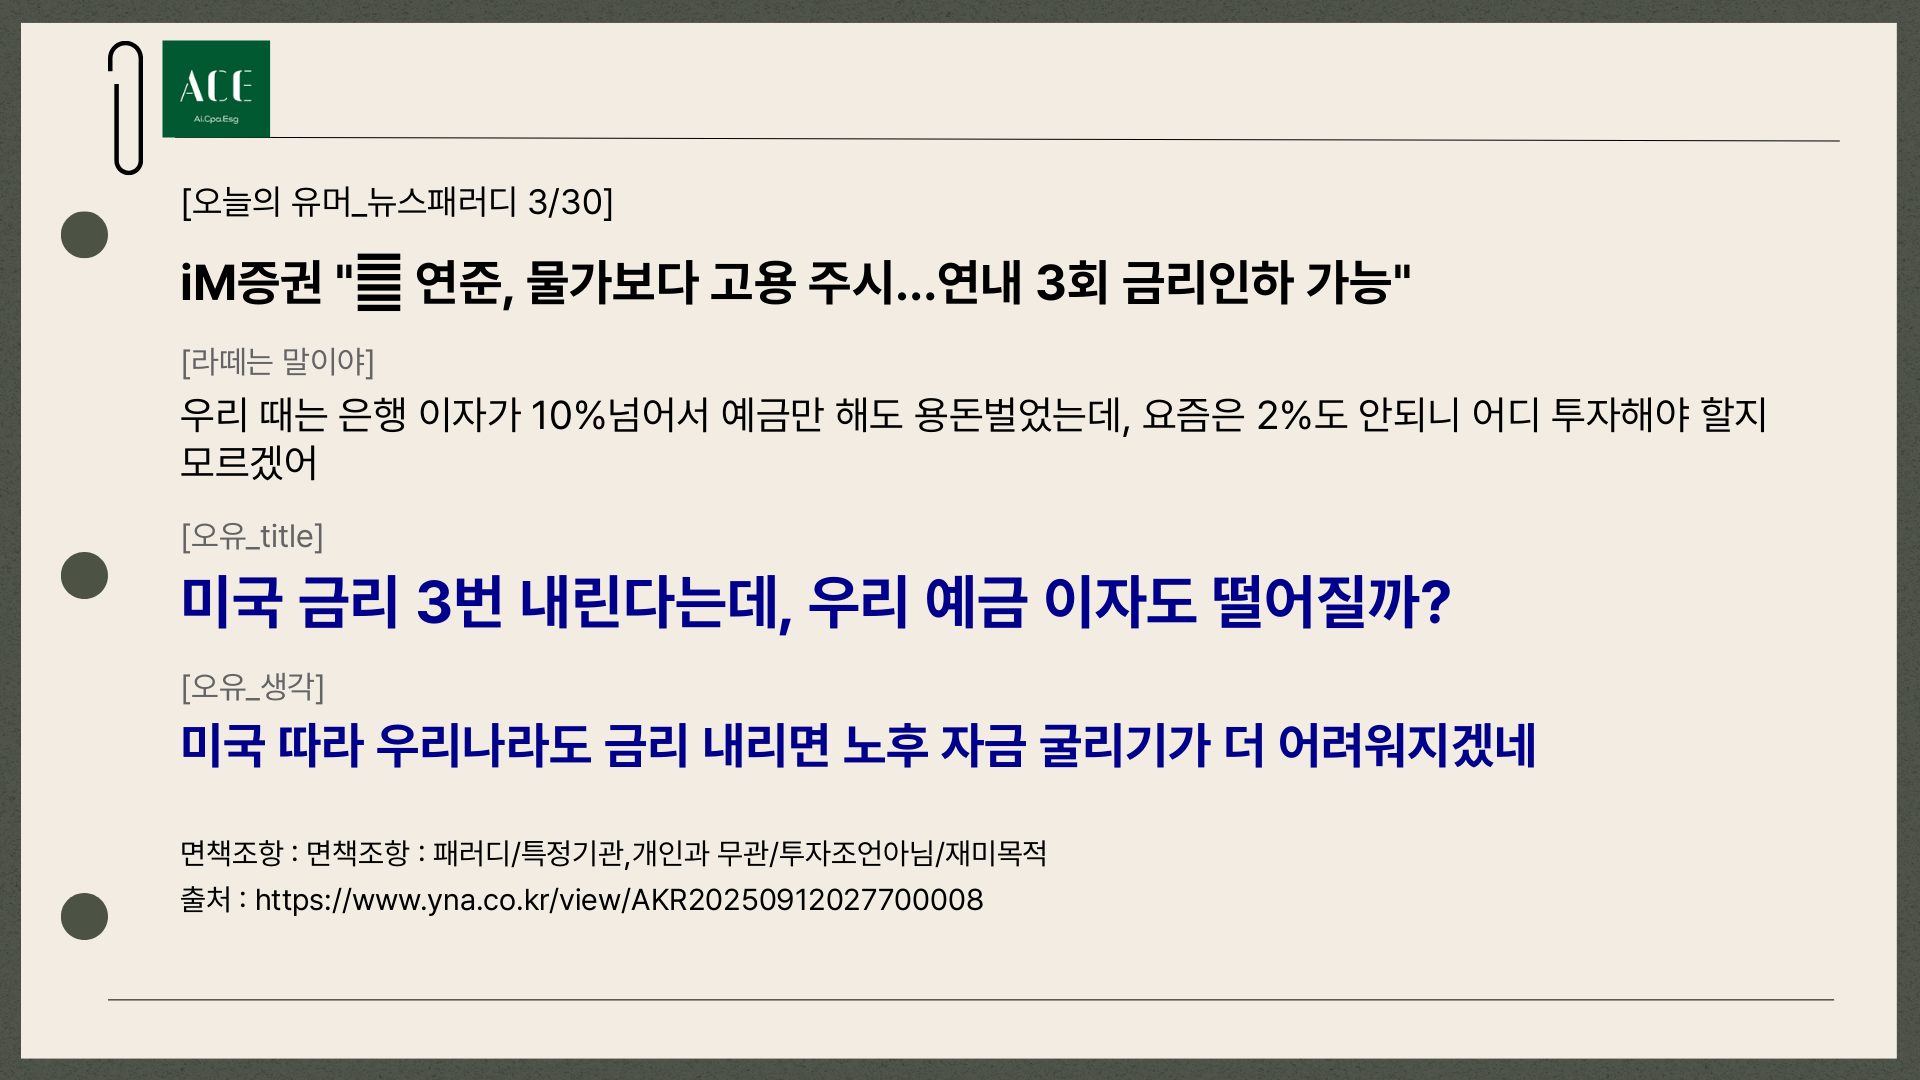 ACE
Ai.Cpa.Esg
[오늘의 유머_뉴스패러디 3/30]
iM증권 " 연준, 물가보다 고용 주시...연내 3회 금리인하 가능"
[라떼는 말이야]
우리 때는 은행 이자가 10%넘어서 예금만 해도 용돈벌었는데, 요즘은 2%도 안되니 어디 투자해야 할지
모르겠어
[오유_title]
미국 금리 3번 내린다는데, 우리 예금 이자도 떨어질까?
[오유_생각]
미국 따라 우리나라도 금리 내리면 노후 자금 굴리기가 더 어려워지겠네
면책조항 : 면책조항 : 패러디/특정기관,개인과 무관/투자조언아님/재미목적
출처 : https://www.yna.co.kr/view/AKR20250912027700008